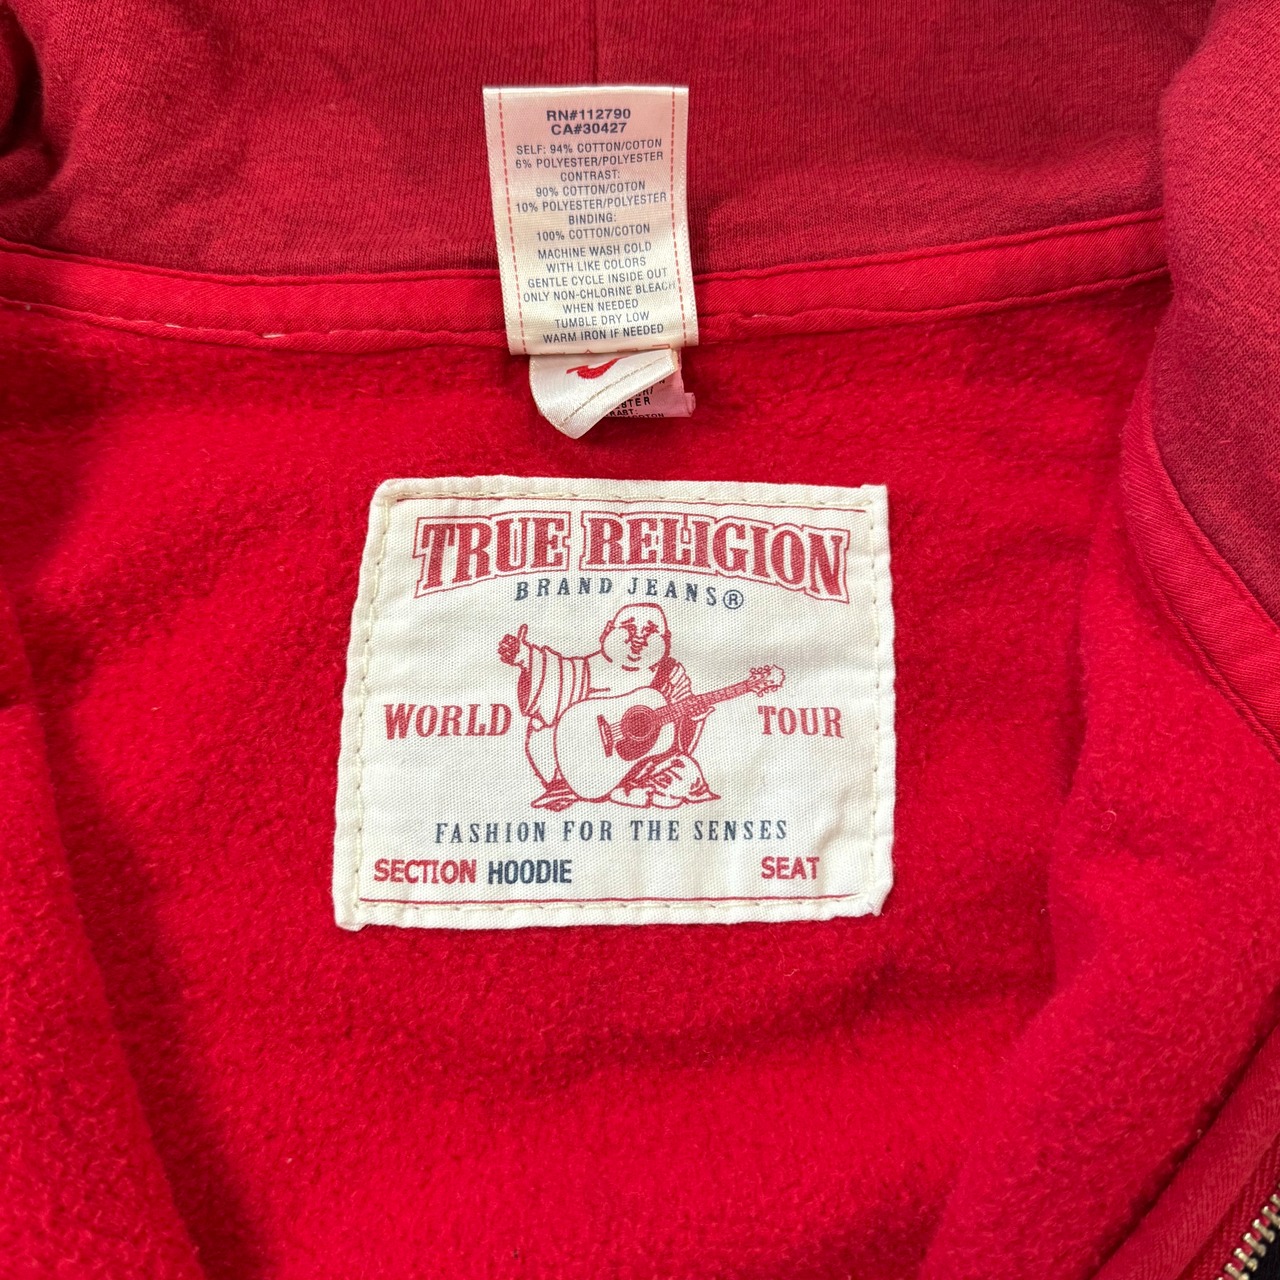 RN#112790
CA#30427
SELF: 94% COTTON/COTON
6% POLYESTER/POLYESTER
CONTRAST:
90% COTTON/COTON
10% POLYESTER/POLYESTER
BINDING:
100% COTTON/COTON
MACHINE WASH COLD
WITH LIKE COLORS
GENTLE CYCLE INSIDE OUT
ONLY NON-CHLORINE BLEACH
WHEN NEEDED
TUMBLE DRY LOW
WARM IRON IF NEEDED
TRUE RELIGION
BRAND JEANS®
WORLD TOUR
FASHION FOR THE SENSES
SECTION HOODIE SEAT